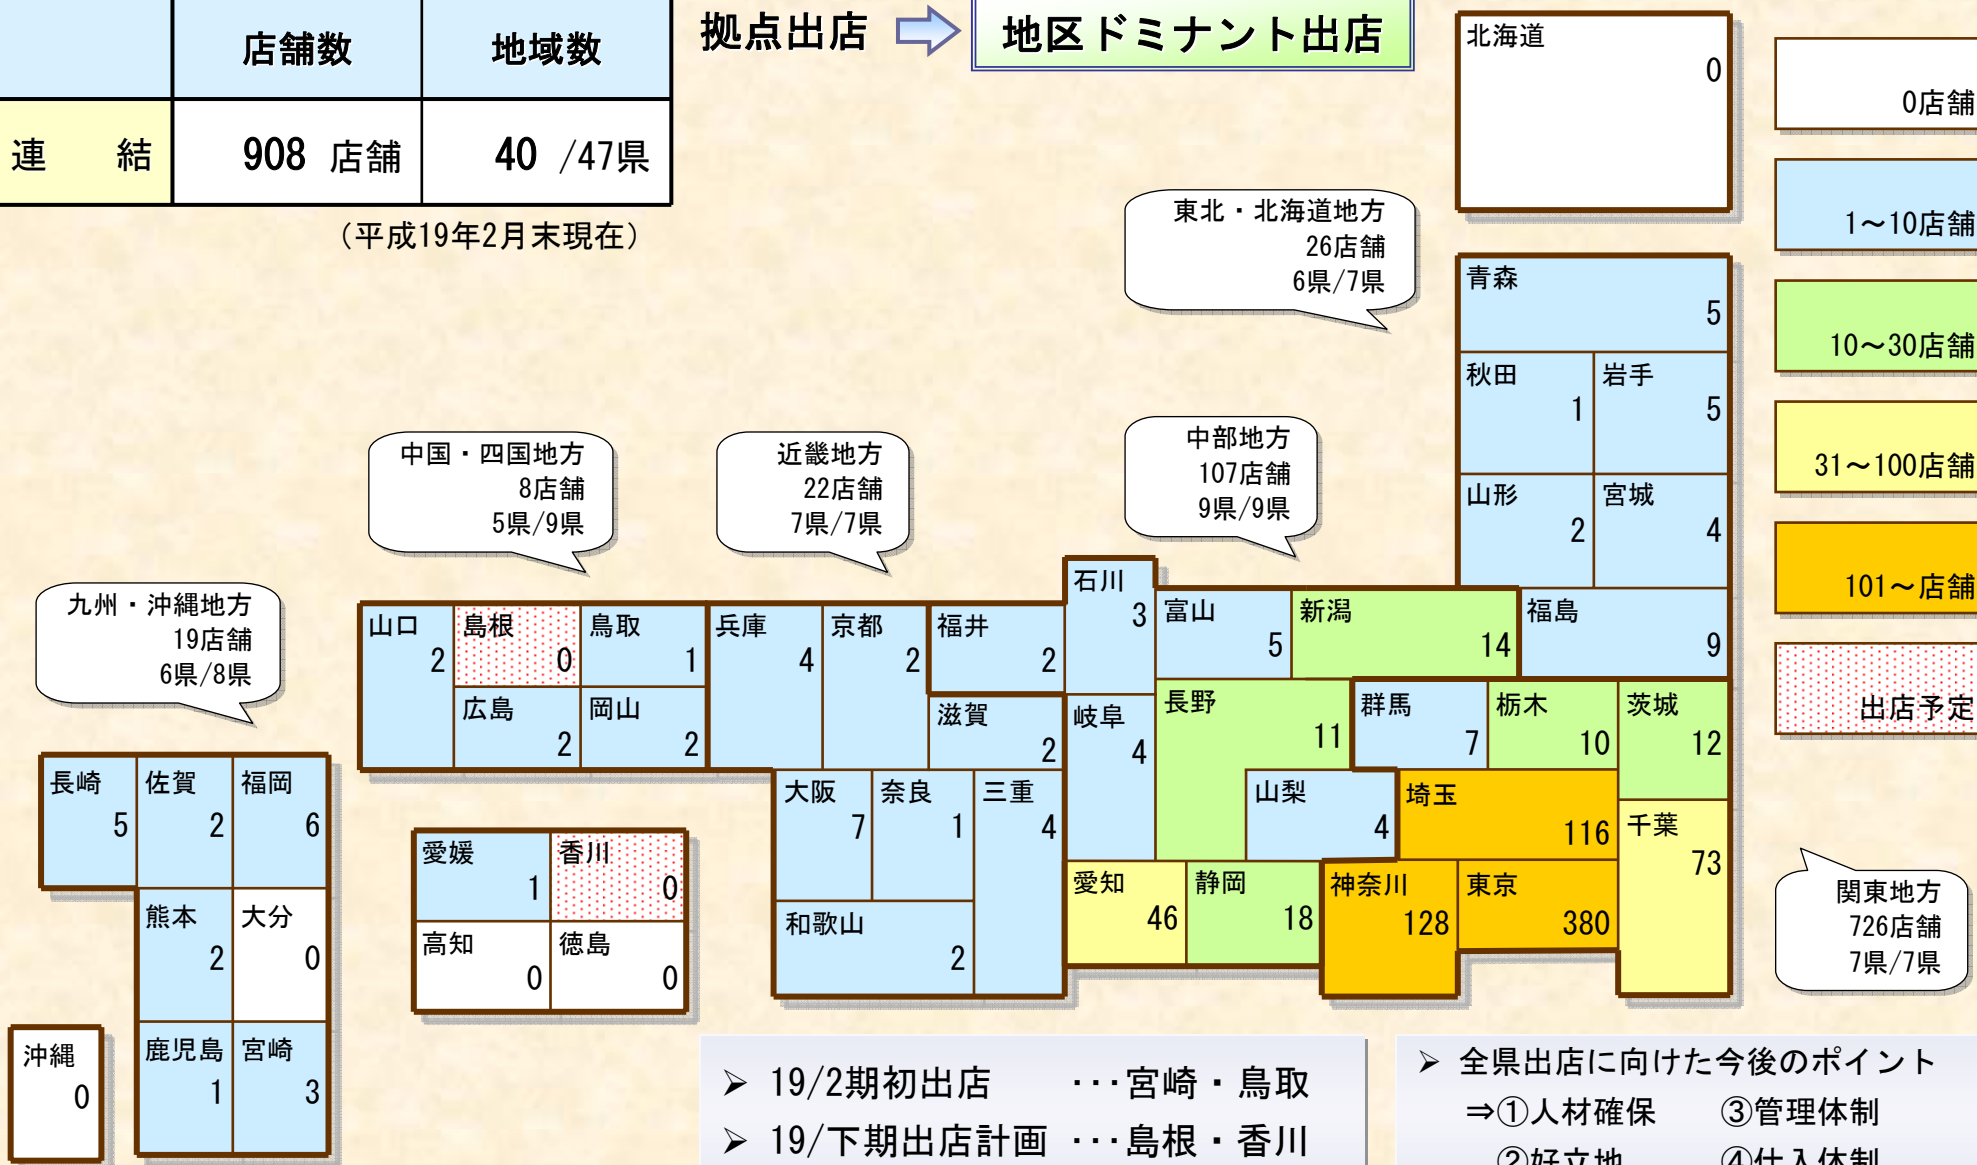 店舗数 地域数
連 結 908 店舗 40 /47県
（平成19年2月末現在）
拠点出店 地区ドミナント出店
北海道
0
0店舗
1～10店舗
10～30店舗
31～100店舗
101～店舗
出店予定
東北・北海道地方
26店舗
6県/7県
青森
5
秋田
1
岩手
5
山形
2
宮城
4
福島
9
中部地方
107店舗
9県/9県
石川
3
富山
5
新潟
14
福井
2
岐阜
4
長野
11
山梨
4
愛知
46
静岡
18
近畿地方
22店舗
7県/7県
兵庫
4
京都
2
滋賀
2
大阪
7
奈良
1
三重
4
和歌山
2
中国・四国地方
8店舗
5県/9県
山口
2
島根
0
鳥取
1
広島
2
岡山
2
愛媛
1
香川
0
高知
0
徳島
0
九州・沖縄地方
19店舗
6県/8県
長崎
5
佐賀
2
福岡
6
熊本
2
大分
0
鹿児島
1
宮崎
3
沖縄
0
関東地方
726店舗
7県/7県
群馬
7
栃木
10
茨城
12
埼玉
116
千葉
73
神奈川
128
東京
380
➢ 19/2期初出店 ･･･宮崎・鳥取
➢ 19/下期出店計画 ･･･島根・香川
➢ 全県出店に向けた今後のポイント
⇒①人材確保 ③管理体制
②好立地 ④仕入体制